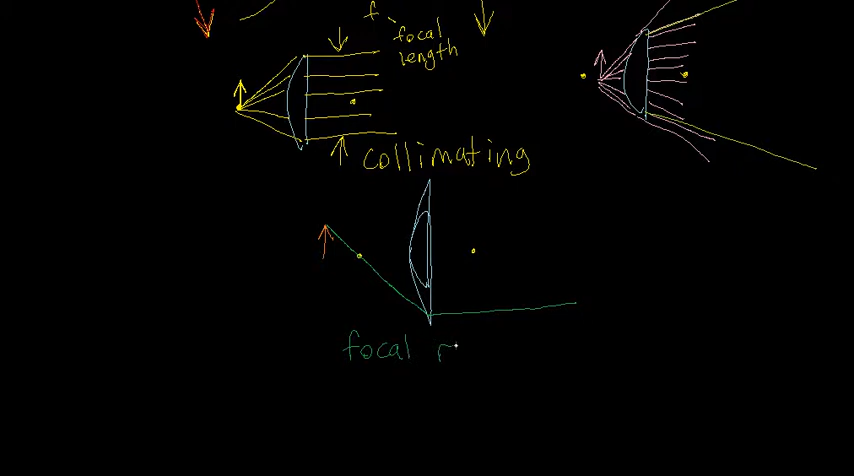 f
focal
length
collimating
focal r